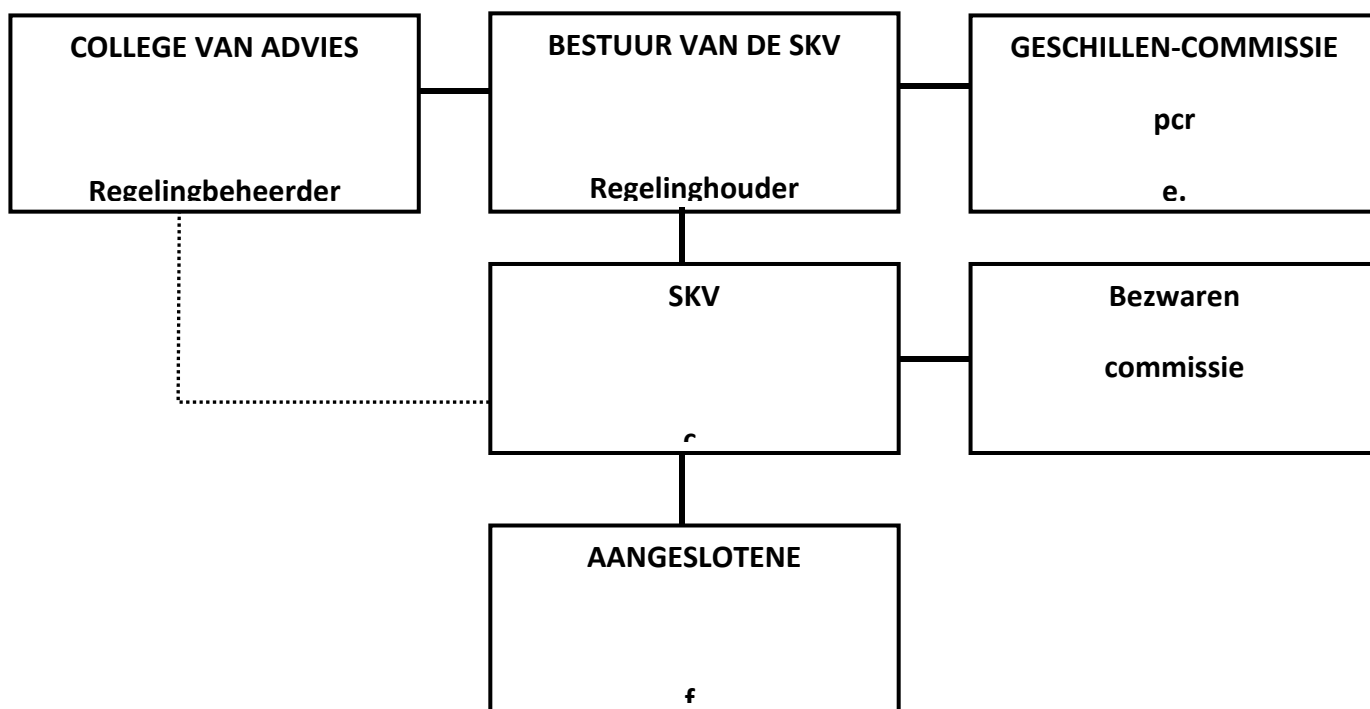 COLLEGE VAN ADVIES
Regelingbeheerder
BESTUUR VAN DE SKV
Regelinghouder
GESCHILLEN-COMMISSIE
pcr
e.
SKV
c
Bezwaren
commissie
AANGESLOTENE
f